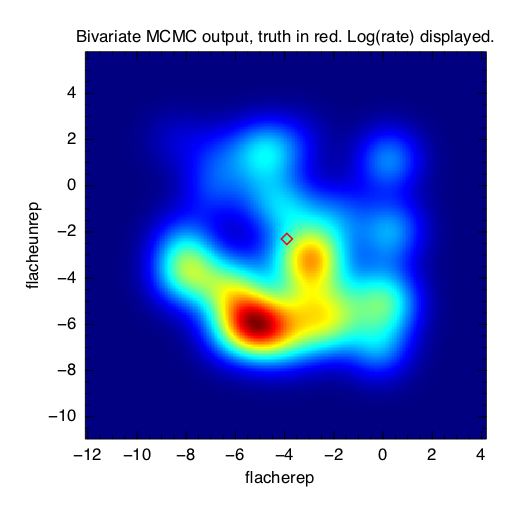 Bivariate MCMC output, truth in red. Log(rate) displayed.
4
2
0
−2
−4
−6
−8
−10
flacheunrep
−12 −10 −8 −6 −4 −2 0 2 4
flacherep